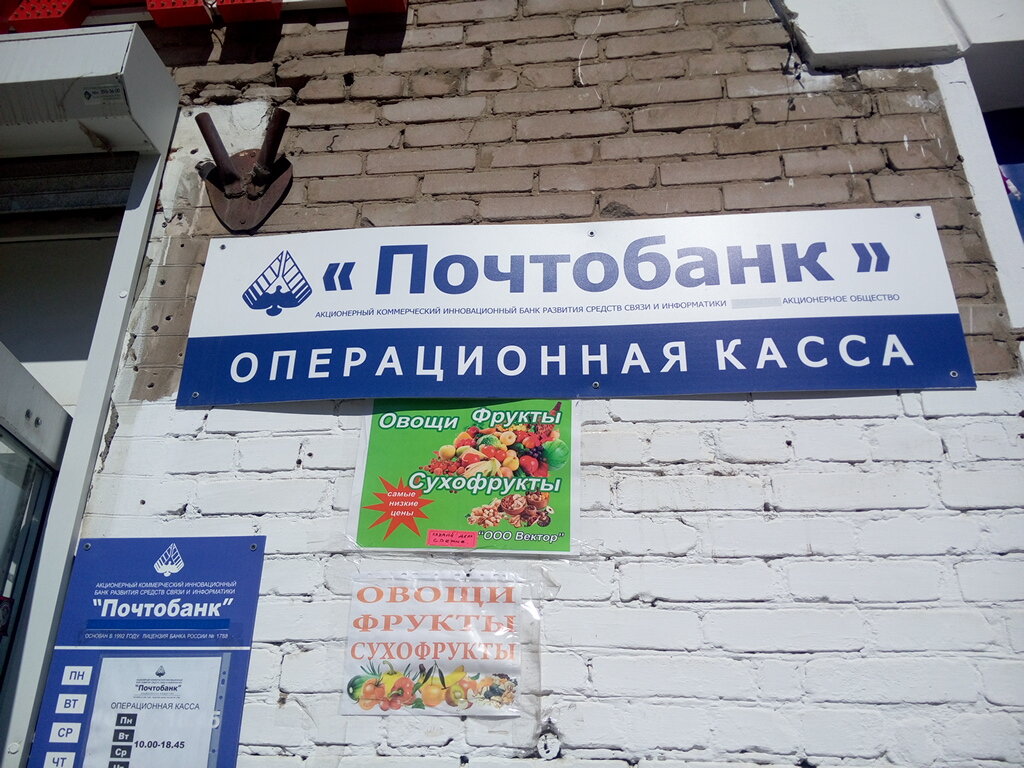 « Почтобанк »
АКЦИОНЕРНЫЙ КОММЕРЧЕСКИЙ ИННОВАЦИОННЫЙ БАНК РАЗВИТИЯ СРЕДСТВ СВЯЗИ И ИНФОРМАТИКИ АКЦИОНЕРНОЕ ОБЩЕСТВО
ОПЕРАЦИОННАЯ КАССА
Овощи Фрукты
Сухофрукты
самые
низкие
цены
"ООО Вектор"
ОВОЩИ
ФРУКТЫ
СУХОФРУКТЫ
АКЦИОНЕРНЫЙ КОММЕРЧЕСКИЙ ИННОВАЦИОННЫЙ
БАНК РАЗВИТИЯ СРЕДСТВ СВЯЗИ И ИНФОРМАТИКИ
"Почтобанк"
ОСНОВАН В 1992 ГОДУ ЛИЦЕНЗИЯ БАНКА РОССИИ № 1788
ПН
ВТ
СР
ЧТ
"Почтобанк"
ОПЕРАЦИОННАЯ КАССА
Пн
Вт
Ср
10.00-18.45